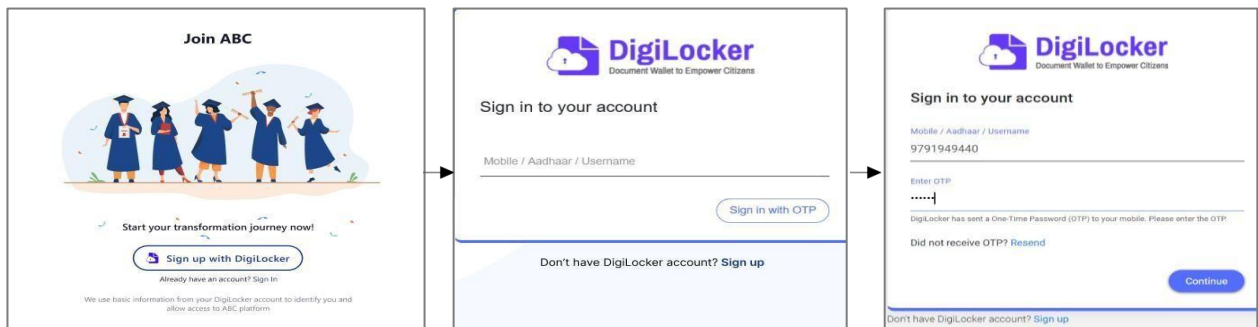 Join ABC
Start your transformation journey now!
Sign up with DigiLocker
Already have an account? Sign In
We use basic information from your DigiLocker account to identify you and
allow access to ABC platform
DigiLocker
Document Wallet to Empower Citizens
Sign in to your account
Mobile / Aadhaar / Username
Sign in with OTP
Don't have DigiLocker account? Sign up
DigiLocker
Document Wallet to Empower Citizens
Sign in to your account
Mobile / Aadhaar / Username
9791949440
Enter OTP
••••••
DigiLocker has sent a One-Time Password (OTP) to your mobile. Please enter the OTP.
Did not receive OTP? Resend
Continue
Don't have DigiLocker account? Sign up